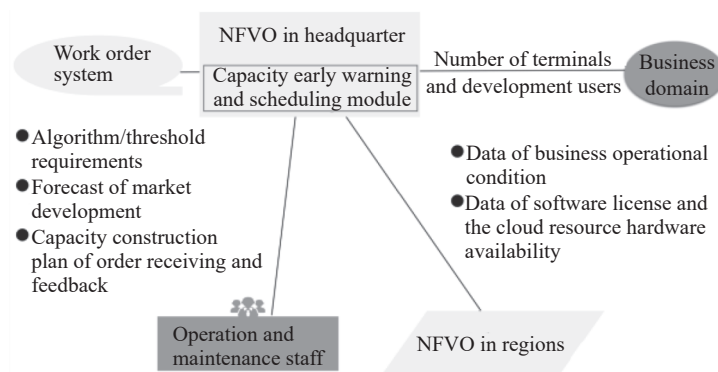 Work order
system
NFVO in headquarter
Capacity early warning
and scheduling module
Number of terminals
and development users
Business
domain
●Algorithm/threshold
requirements
●Forecast of market
development
●Capacity construction
plan of order receiving and
feedback
●Data of business operational
condition
●Data of software license and
the cloud resource hardware
availability
Operation and
maintenance staff
NFVO in regions